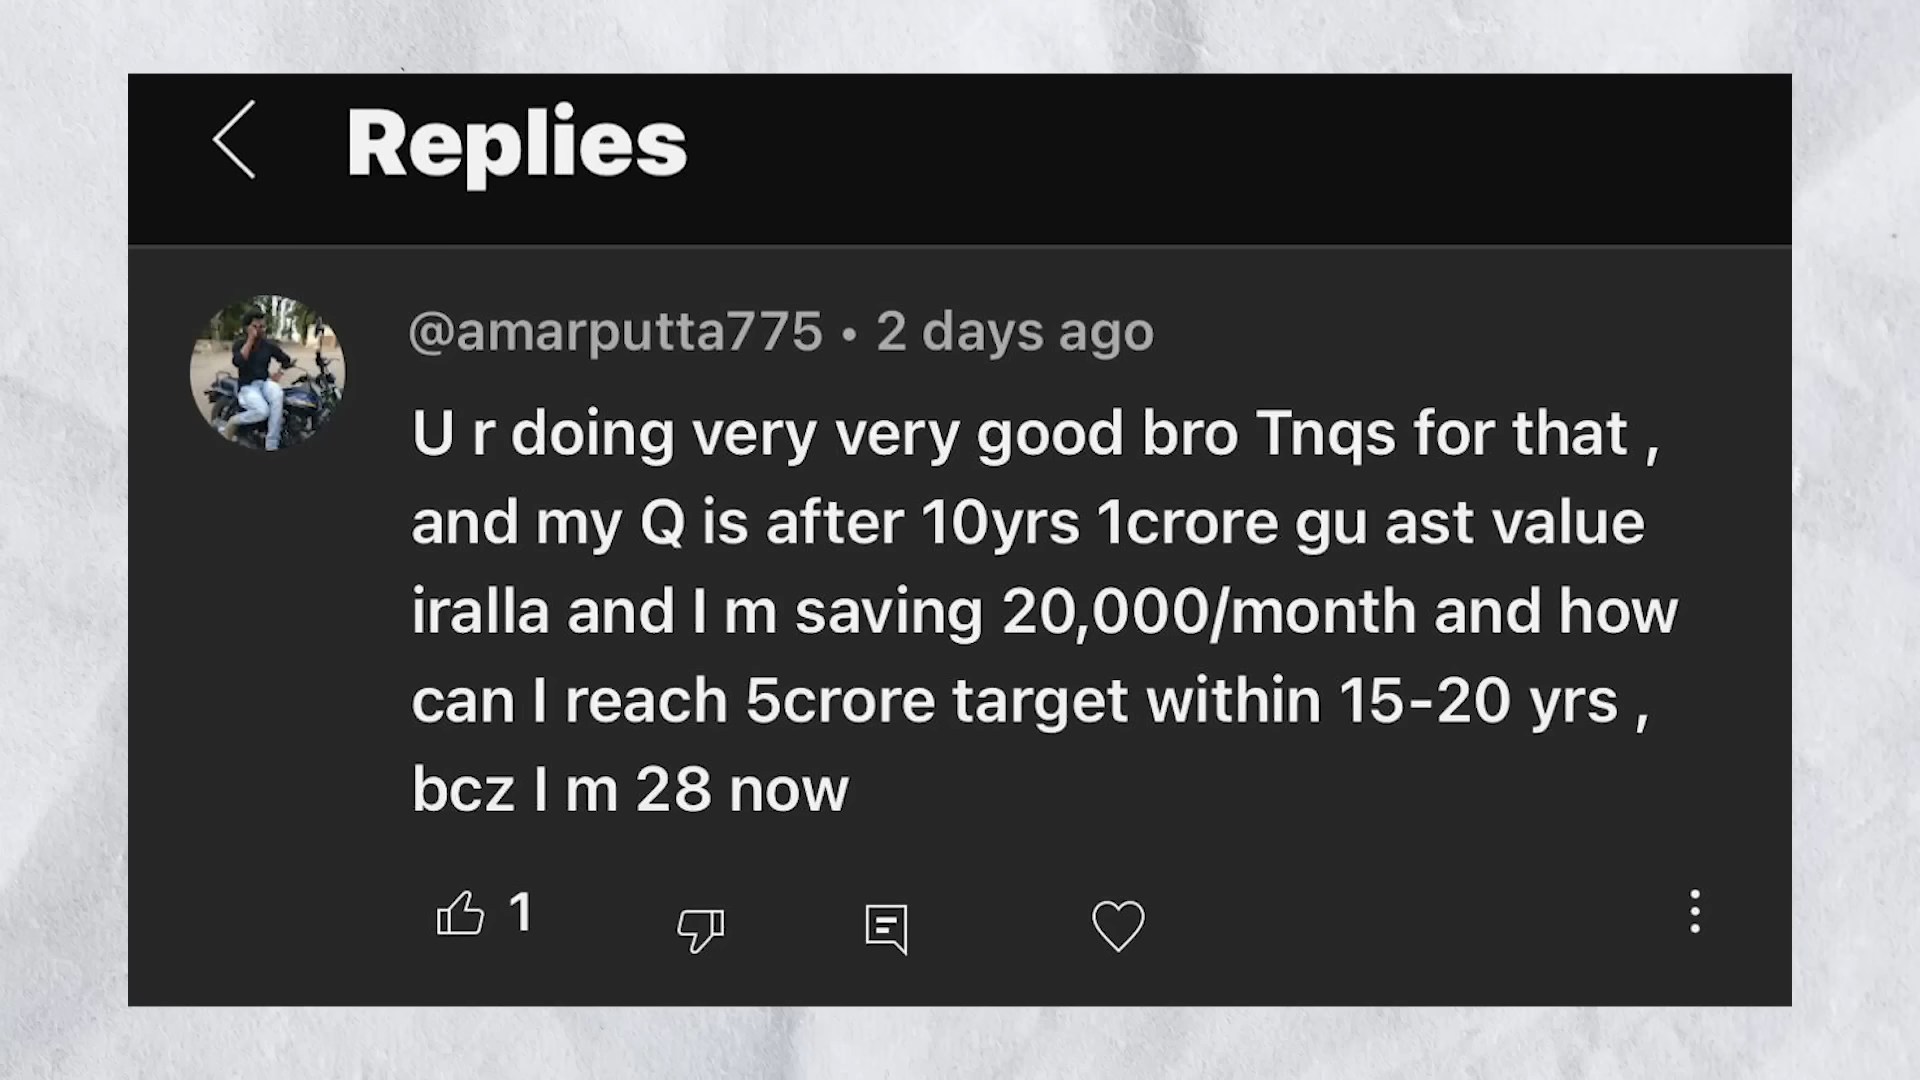 Replies
@amarputta775 • 2 days ago
U r doing very very good bro Tnqs for that ,
and my Q is after 10yrs 1crore gu ast value
iralla and I m saving 20,000/month and how
can I reach 5crore target within 15-20 yrs ,
bcz I m 28 now
1